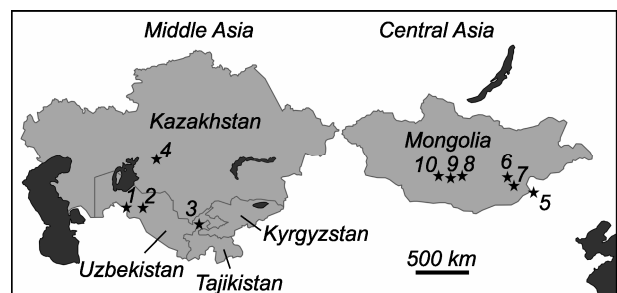 Middle Asia
Central Asia
Kazakhstan
Mongolia
4
10 9 8
6
7
5
1 2
3
Kyrgyzstan
Uzbekistan
Tajikistan
500 km